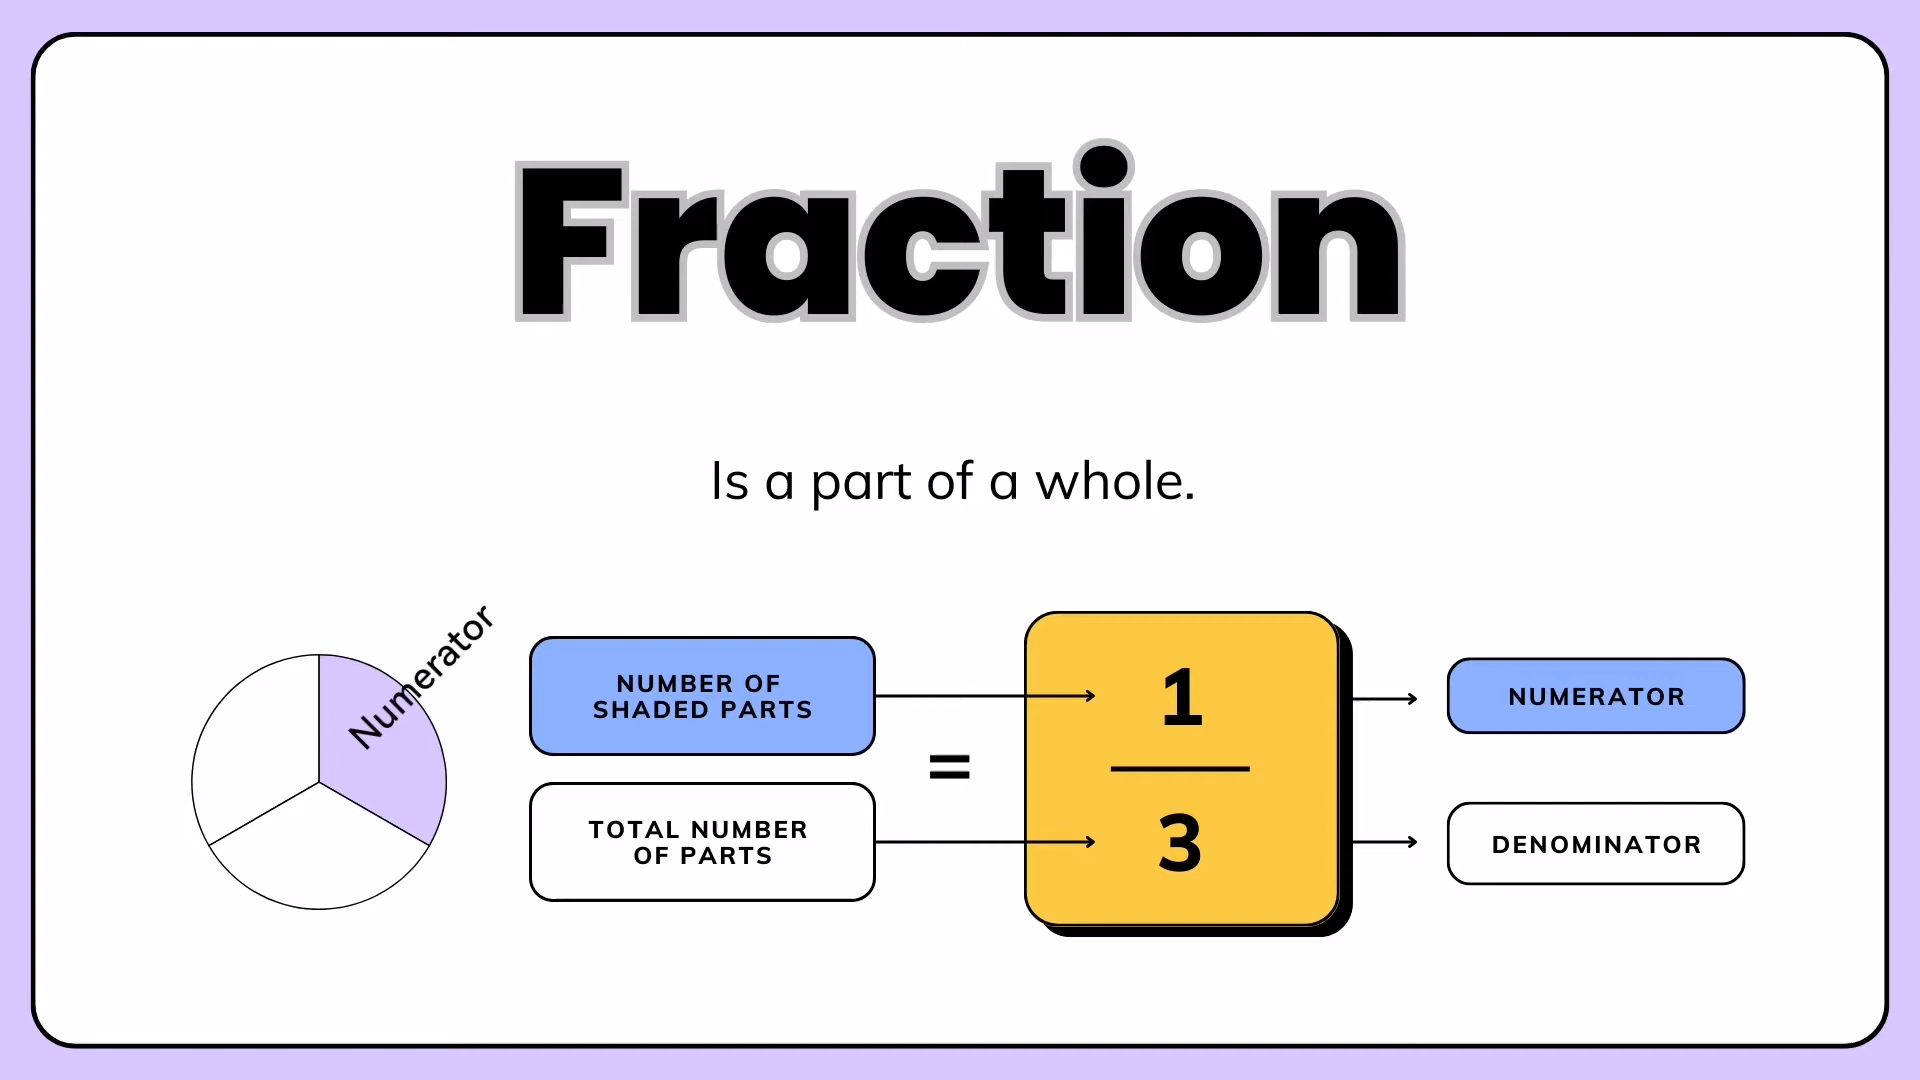 Fraction
Is a part of a whole.
Numerator
NUMBER OF
SHADED PARTS
TOTAL NUMBER
OF PARTS
=
1
3
NUMERATOR
DENOMINATOR